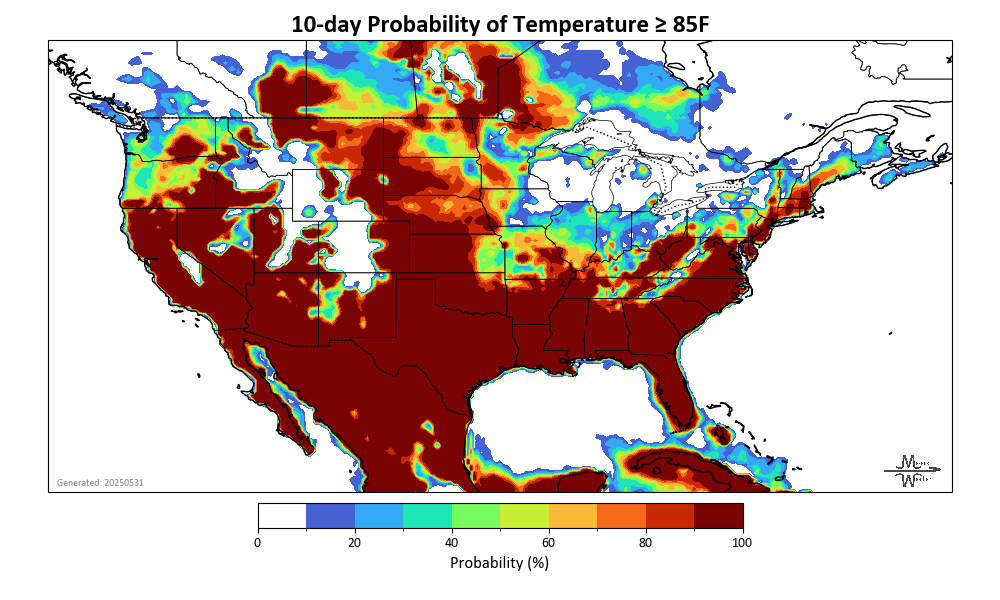 10-day Probability of Temperature ≥ 85F
Generated: 20250531
0 20 40 60 80 100
Probability (%)